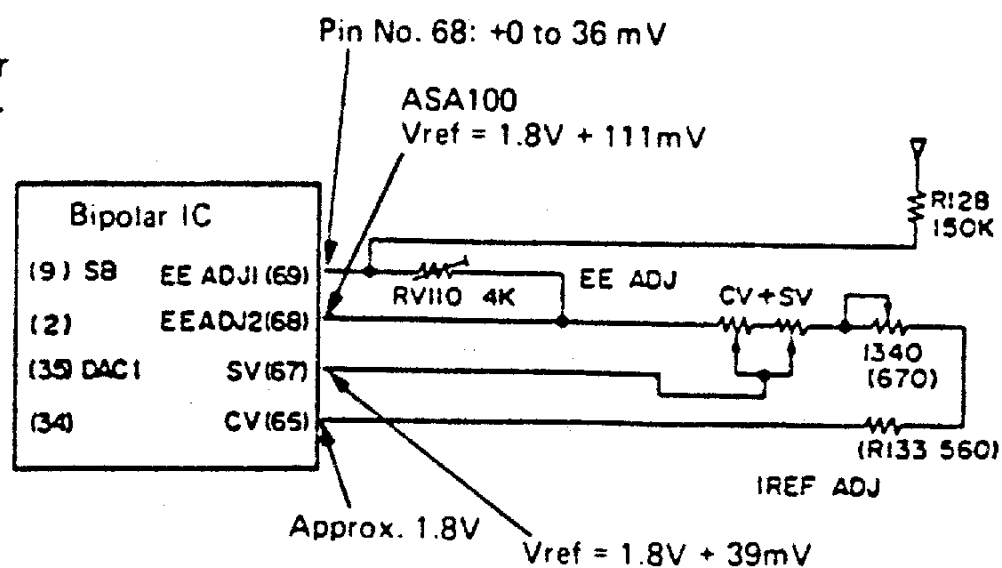 r
Pin No. 68: +0 to 36 mV
ASA100
Vref = 1.8V + 111mV
R128
150K
Bipolar IC
(9) SB
EE ADJ1(69)
RV110 4K
EE ADJ
(2)
EEADJ2(68)
CV+SV
1340
(670)
(35) DAC1
SV(67)
(34)
CV(65)
(R133 560)
IREF ADJ
Approx. 1.8V
Vref = 1.8V + 39mV